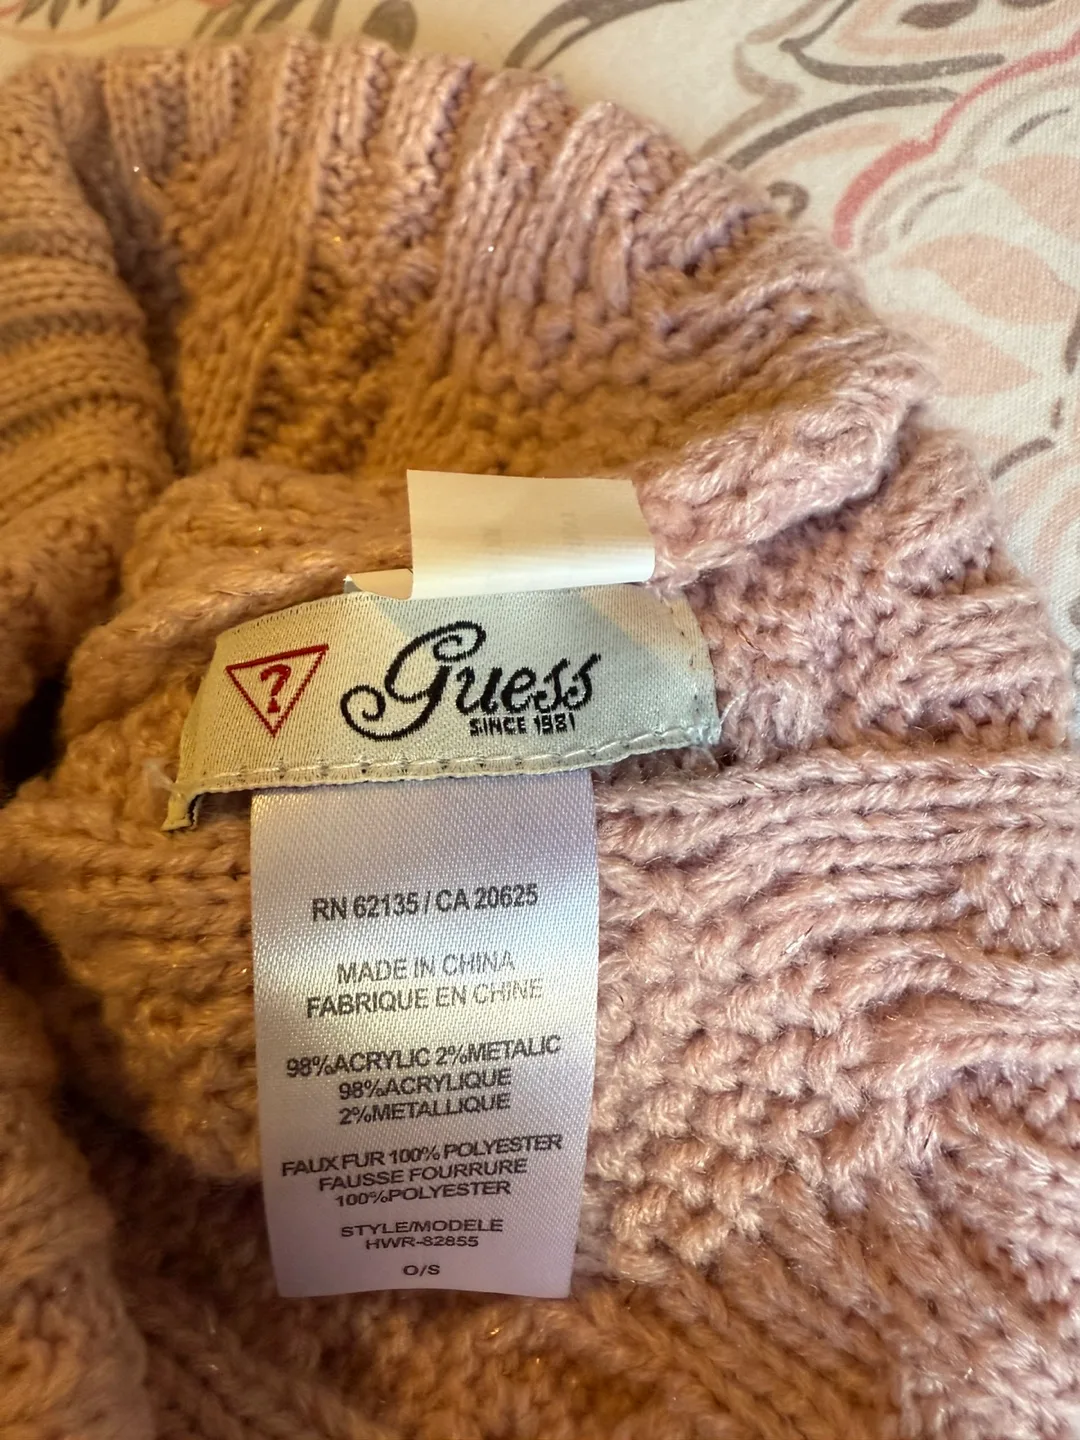 ?
Guess
SINCE 1981
RN 62135 / CA 20625
MADE IN CHINA
FABRIQUE EN CHINE
98%ACRYLIC 2%METALIC
98%ACRYLIQUE
2%METALLIQUE
FAUX FUR 100% POLYESTER
FAUSSE FOURRURE
100%POLYESTER
STYLE/MODELE
HWR-82855
O/S